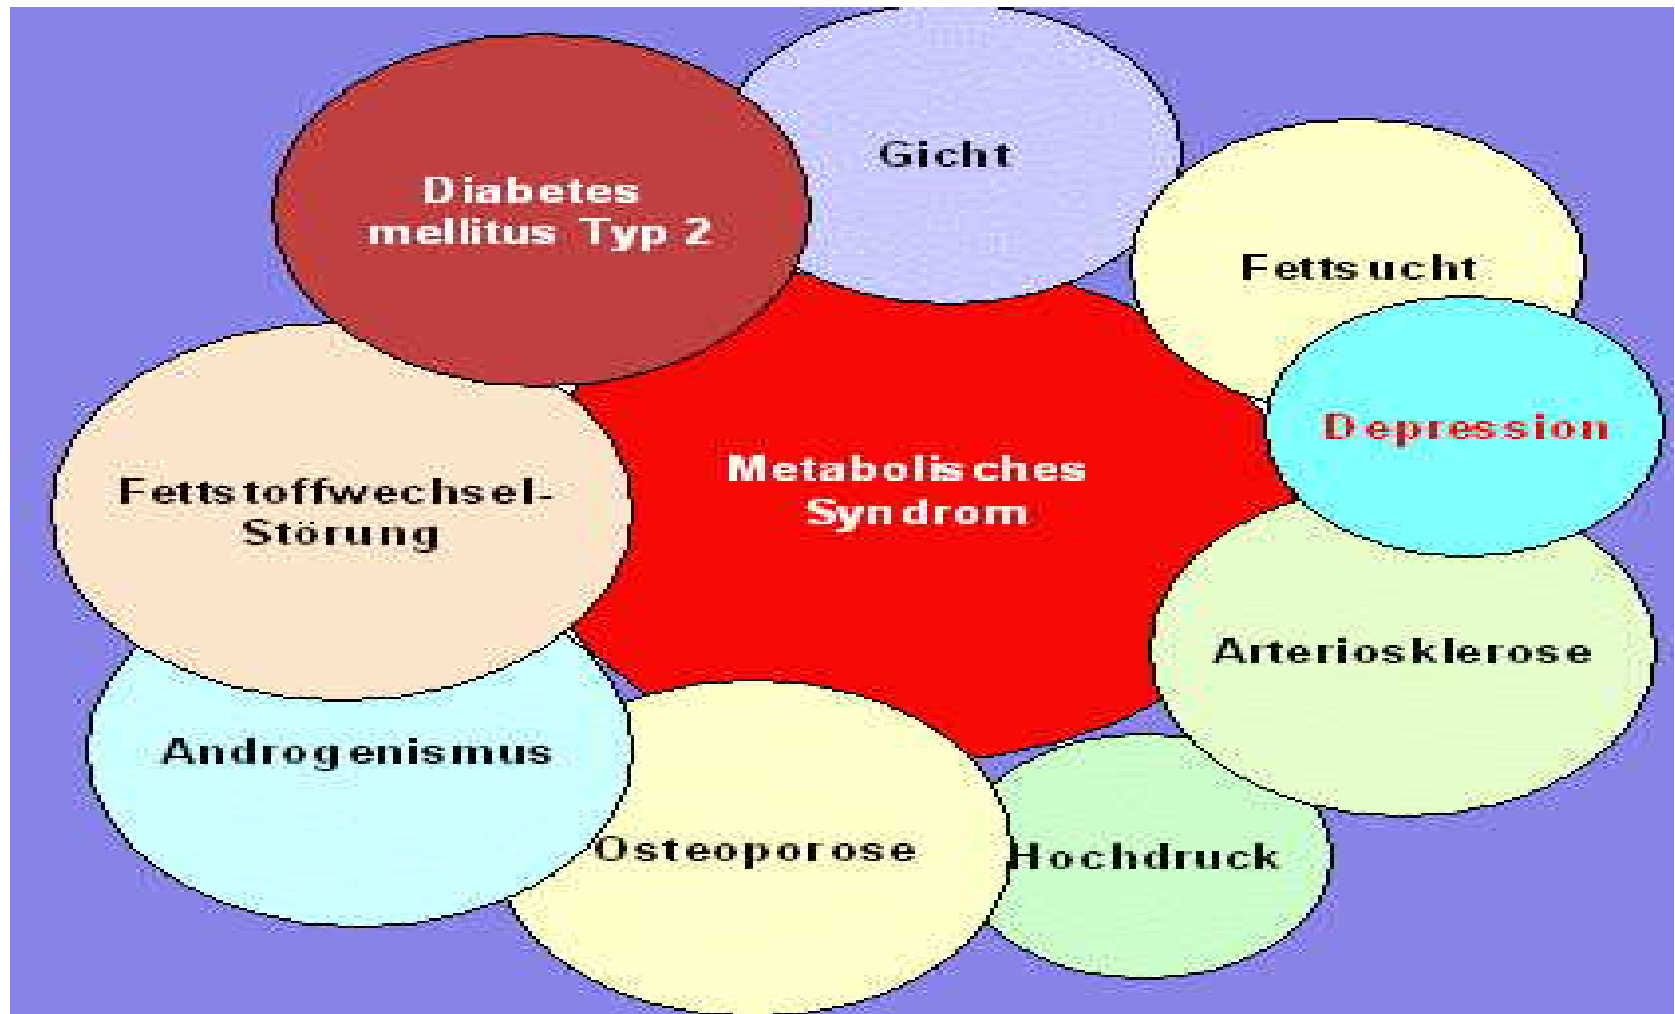 Gicht
Diabetes
mellitus Typ 2
Fettsucht
Depression
Metabolisches
Syndrom
Fettstoffwechsel-
Störung
Arteriosklerose
Androgenismus
Osteoporose
Hochdruck